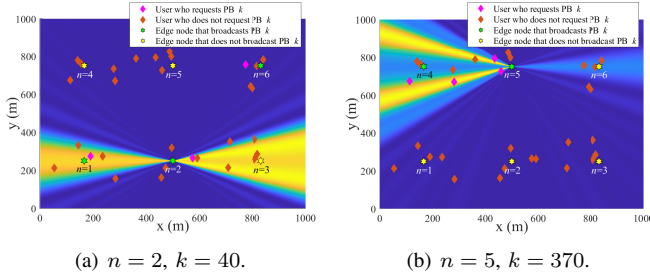 User who requests PB k
User who does not request PB k
Edge node that broadcasts PB k
Edge node that does not broadcasts PB k
1000
800
600
400
200
0
y (m)
n=4
n=5
n=6
n=1
n=2
n=3
0 200 400 600 800 1000
x (m)
(a) n = 2, k = 40.
User who requests PB k
User who does not request PB k
Edge node that broadcasts PB k
Edge node that does not broadcast PB k
1000
800
600
400
200
0
y (m)
n=4
n=5
n=6
n=1
n=2
n=3
0 200 400 600 800 1000
x (m)
(b) n = 5, k = 370.